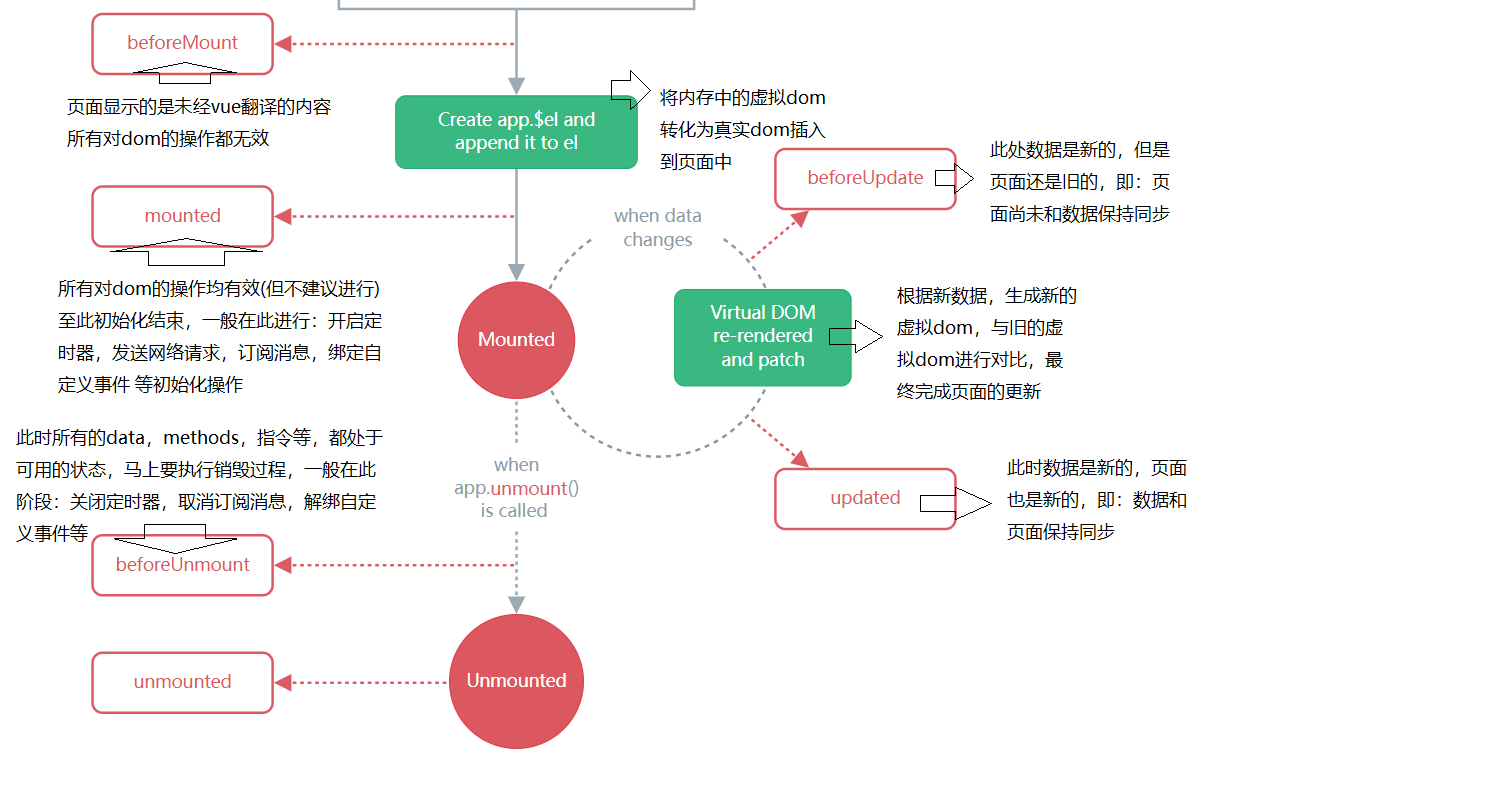 beforeMount
页面显示的是未经vue翻译的内容
所有对dom的操作都无效
Create app.$el and
append it to el
将内存中的虚拟dom
转化为真实dom插入
到页面中
beforeUpdate
此处数据是新的，但是
页面还是旧的，即：页
面尚未和数据保持同步
mounted
when data
changes
所有对dom的操作均有效(但不建议进行)
至此初始化结束，一般在此进行：开启定
时器，发送网络请求，订阅消息，绑定自
定义事件 等初始化操作
Mounted
Virtual DOM
re-rendered
and patch
根据新数据，生成新的
虚拟dom，与旧的虚
拟dom进行对比，最
终完成页面的更新
此时所有的data，methods，指令等，都处于
可用的状态，马上要执行销毁过程，一般在此
阶段：关闭定时器，取消订阅消息，解绑自定
义事件等
when
app.unmount()
is called
updated
此时数据是新的，页面
也是新的，即：数据和
页面保持同步
beforeUnmount
unmounted
Unmounted